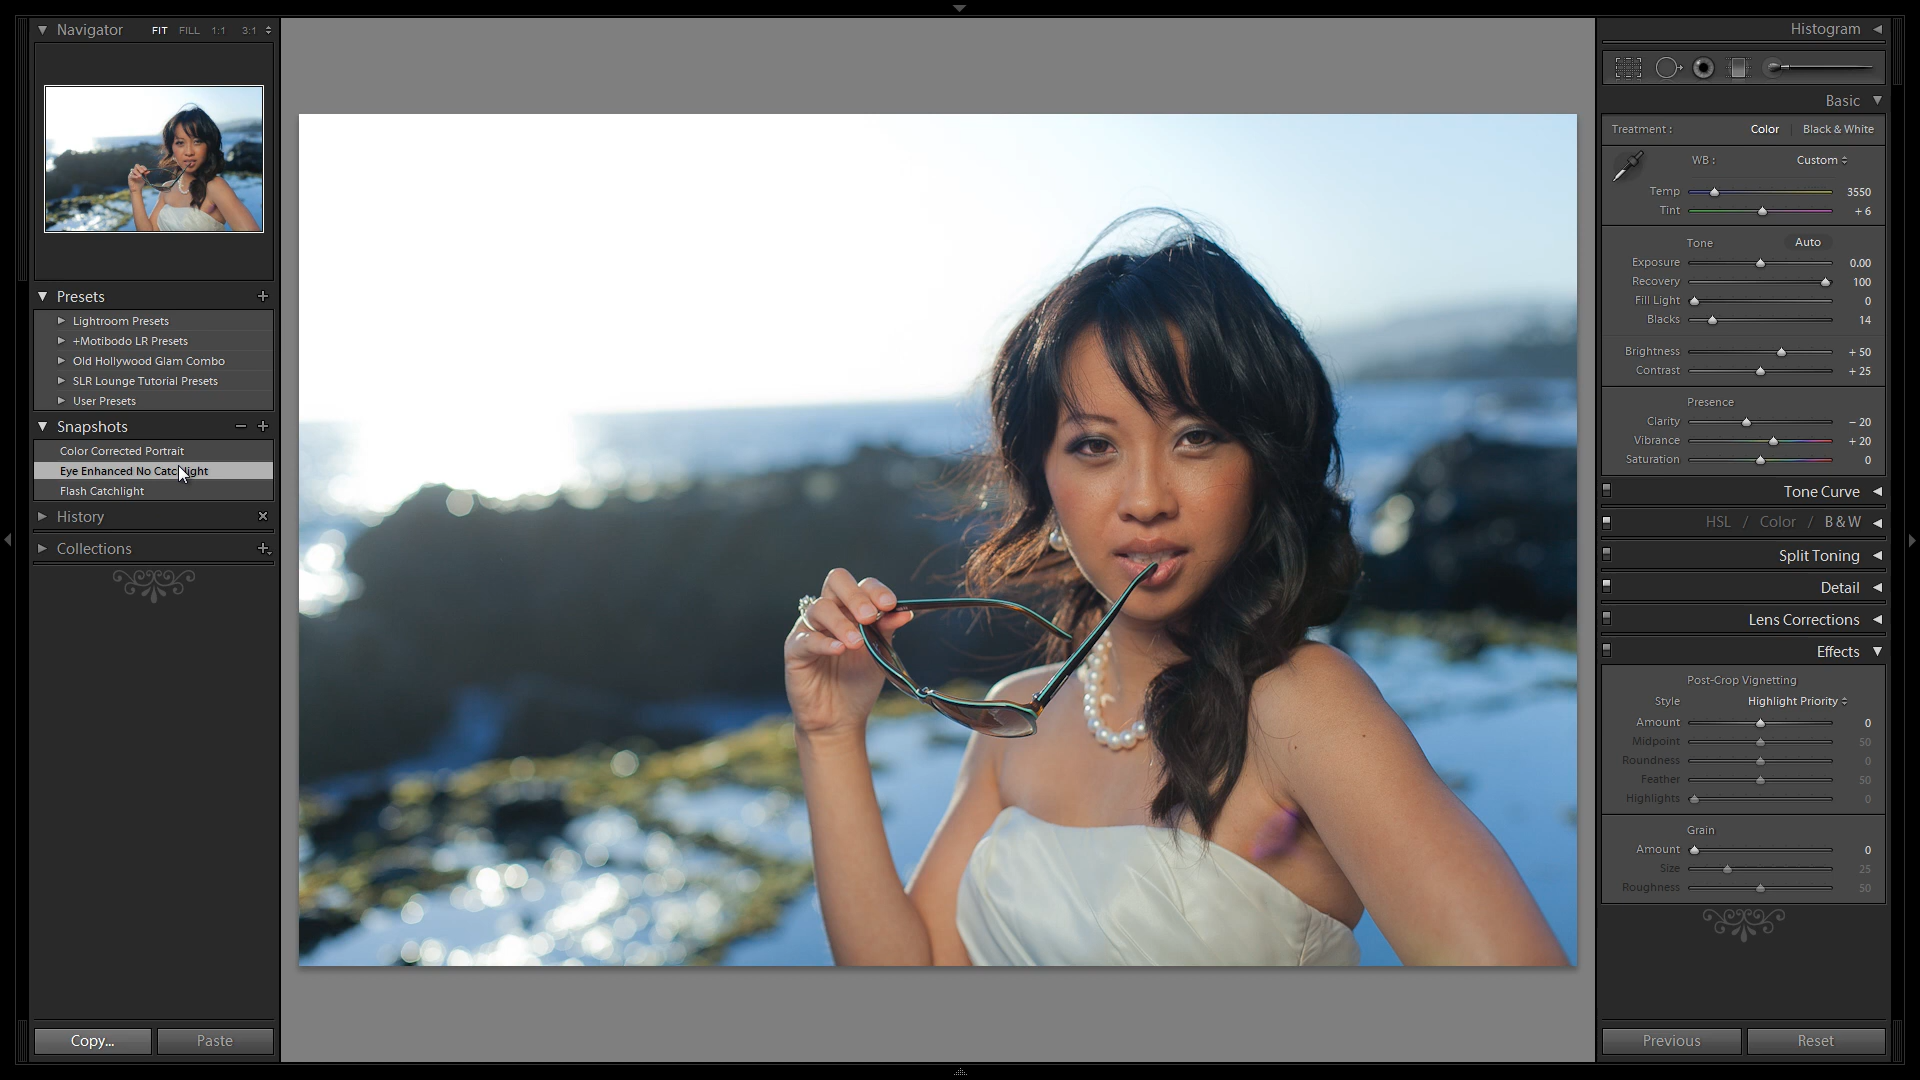 Navigator FIT FILL 1:1 3:1
Presets
Lightroom Presets
+Motibodo LR Presets
Old Hollywood Glam Combo
SLR Lounge Tutorial Presets
User Presets
Snapshots
Color Corrected Portrait
Eye Enhanced No Catchlight
Flash Catchlight
History
Collections
Copy...
Paste
Histogram
Basic
Treatment : Color Black & White
WB : Custom
Temp 3550
Tint + 6
Tone Auto
Exposure 0.00
Recovery 100
Fill Light 0
Blacks 14
Brightness + 50
Contrast + 25
Presence
Clarity – 20
Vibrance + 20
Saturation 0
Tone Curve
HSL / Color / B & W
Split Toning
Detail
Lens Corrections
Effects
Post-Crop Vignetting
Style Highlight Priority
Amount 0
Midpoint 50
Roundness 0
Feather 50
Highlights 0
Grain
Amount 0
Size 25
Roughness 50
Previous
Reset